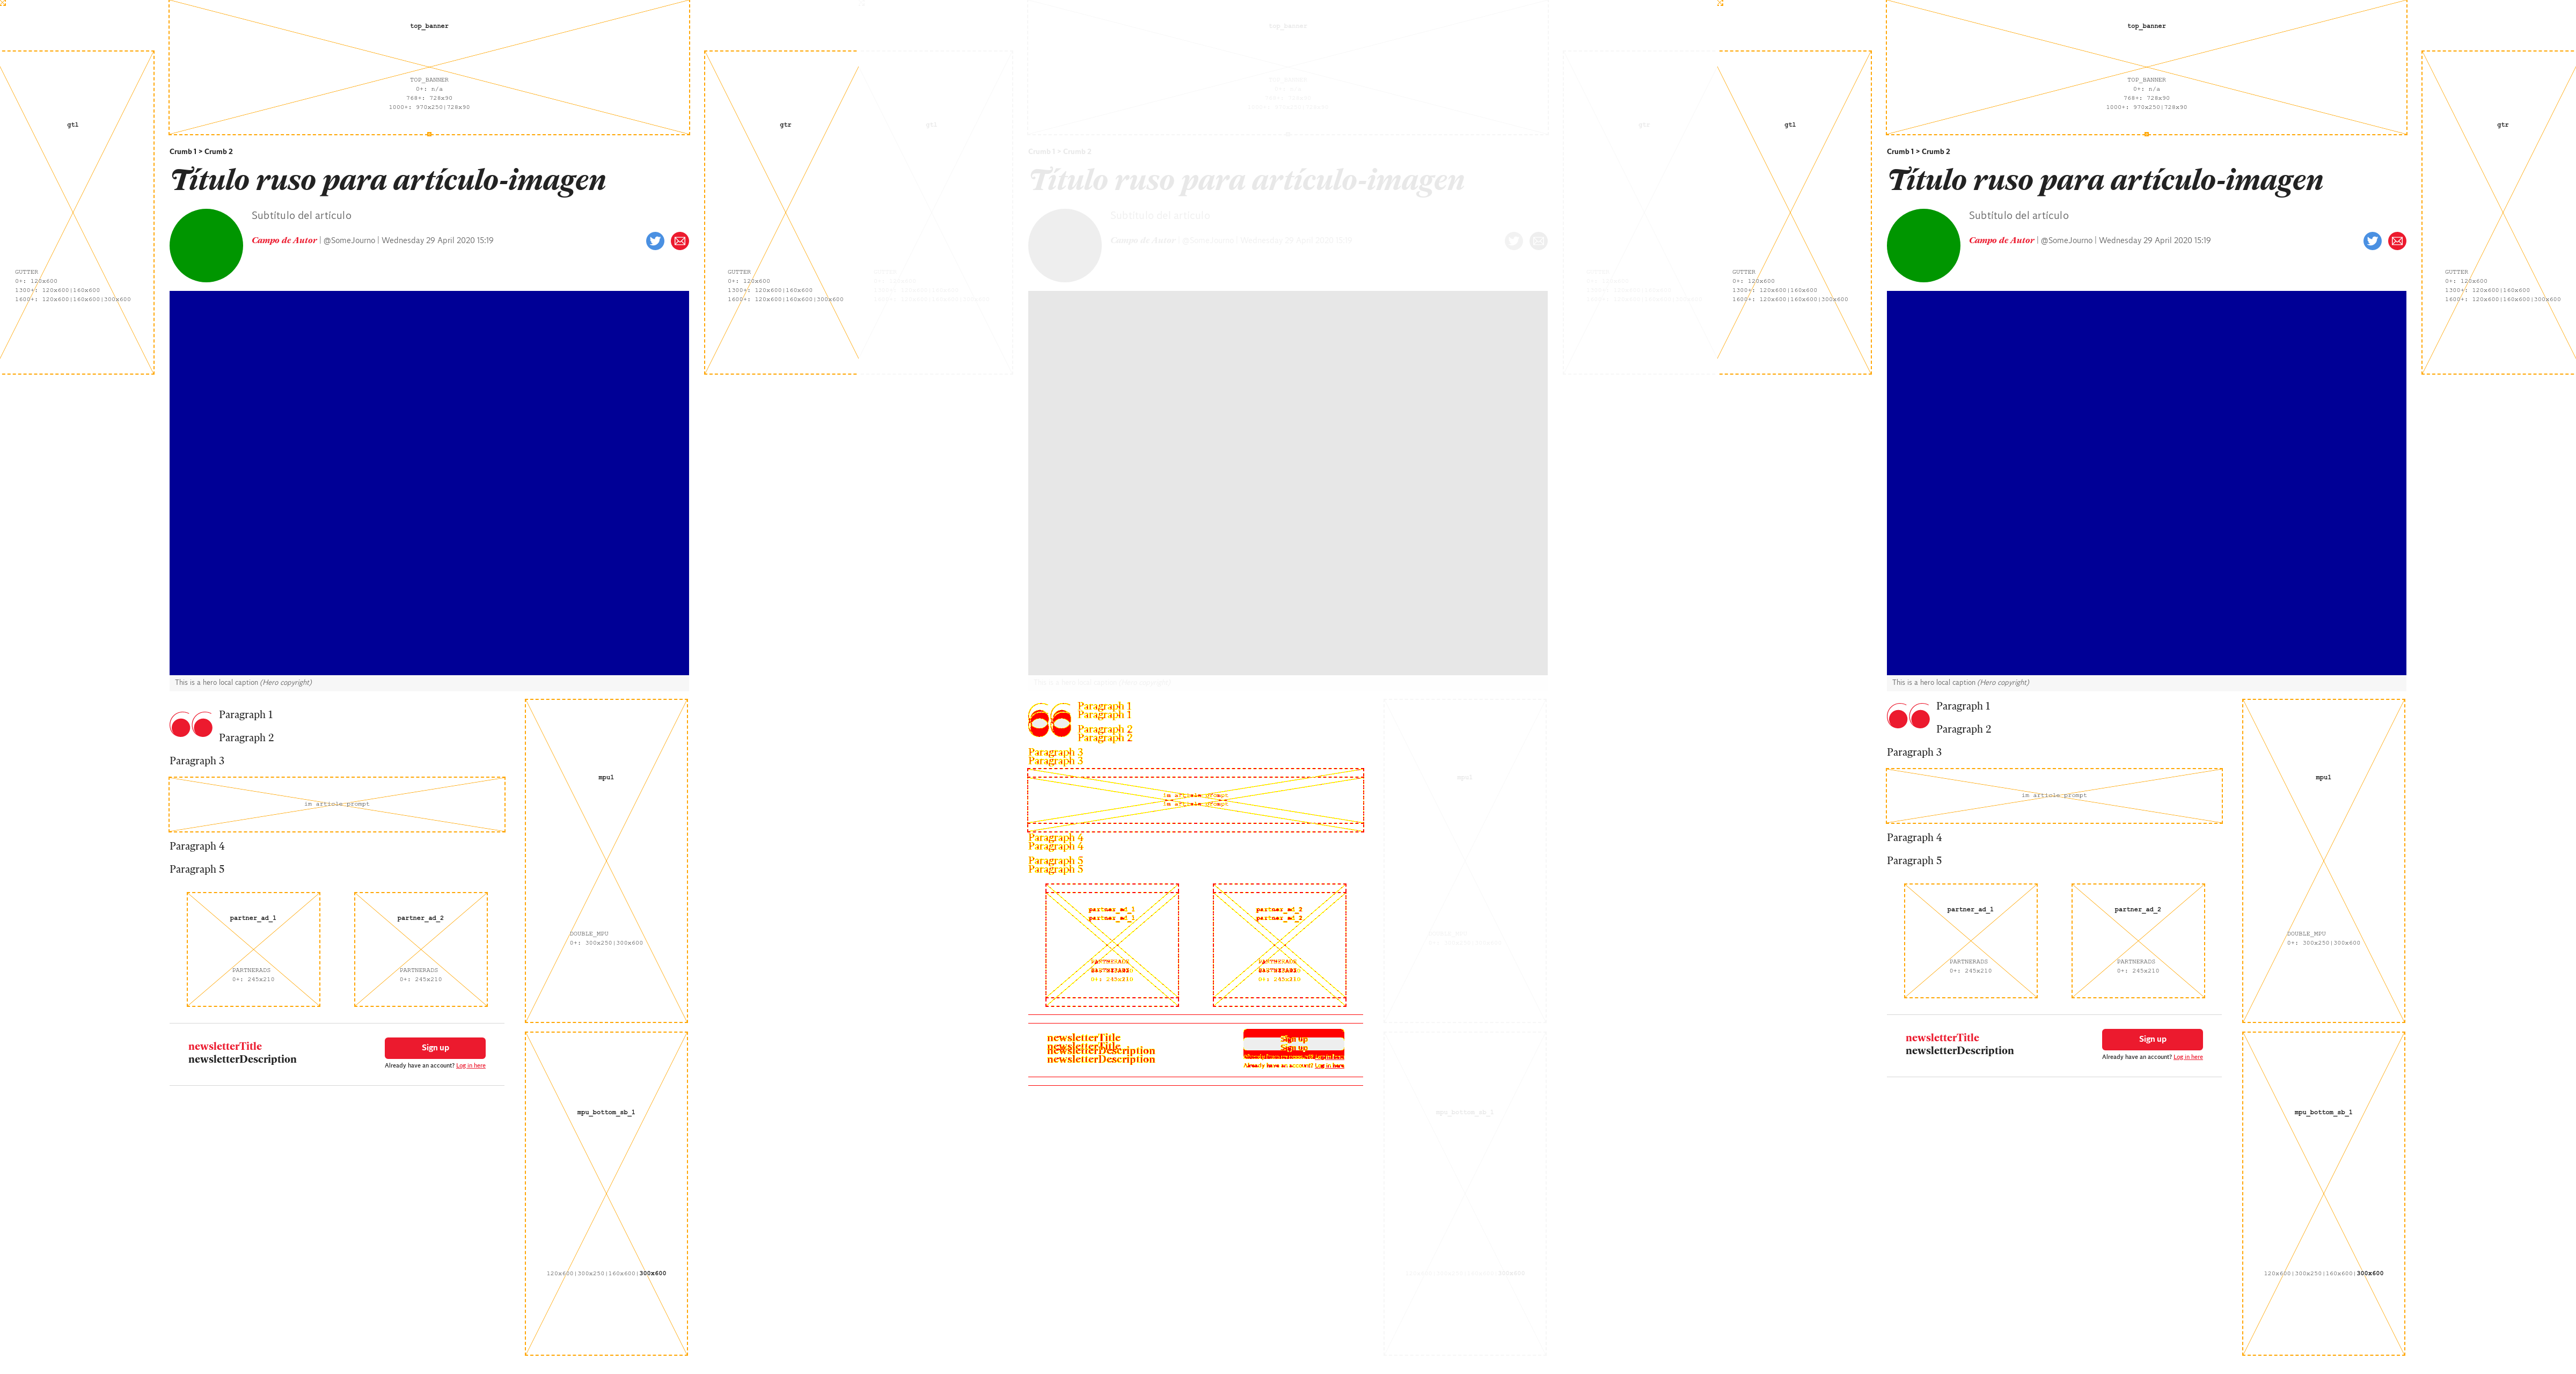 top_banner
TOP_BANNER
0+: n/a
768+: 728x90
1000+: 970x250|728x90
gtl
GUTTER
0+: 120x600
1300+: 120x600|160x600
1600+: 120x600|160x600|300x600
gtr
GUTTER
0+: 120x600
1300+: 120x600|160x600
1600+: 120x600|160x600|300x600
Crumb 1 > Crumb 2
Título ruso para artículo-imagen
Subtítulo del artículo
Campo de Autor | @SomeJourno | Wednesday 29 April 2020 15:19
This is a hero local caption (Hero copyright)
Paragraph 1
Paragraph 2
Paragraph 3
im article prompt
Paragraph 4
Paragraph 5
partner_ad_1
PARTNERADS
0+: 245x210
partner_ad_2
PARTNERADS
0+: 245x210
newsletterTitle
newsletterDescription
Sign up
Already have an account? Log in here
mpu1
DOUBLE_MPU
0+: 300x250|300x600
mpu_bottom_sb_1
120x600|300x250|160x600|300x600
top_banner
gtl
gtr
Crumb 1 > Crumb 2
Título ruso para artículo-imagen
Subtítulo del artículo
Campo de Autor | @SomeJourno | Wednesday 29 April 2020 15:19
This is a hero local caption (Hero copyright)
Paragraph 1
Paragraph 1
Paragraph 2
Paragraph 2
Paragraph 3
Paragraph 3
im article prompt
im article prompt
Paragraph 4
Paragraph 4
Paragraph 5
Paragraph 5
partner_ad_1
partner_ad_1
PARTNERADS
PARTNERADS
0+: 245x210
partner_ad_2
partner_ad_2
PARTNERADS
PARTNERADS
0+: 245x210
newsletterTitle
newsletterTitle
newsletterDescription
newsletterDescription
Sign up
Sign up
Already have an account? Log in here
mpu1
mpu_bottom_sb_1
300x600
top_banner
TOP_BANNER
0+: n/a
768+: 728x90
1000+: 970x250|728x90
gtl
GUTTER
0+: 120x600
1300+: 120x600|160x600
1600+: 120x600|160x600|300x600
gtr
GUTTER
0+: 120x600
1300+: 120x600|160x600
1600+: 120x600|160x600|300x600
Crumb 1 > Crumb 2
Título ruso para artículo-imagen
Subtítulo del artículo
Campo de Autor | @SomeJourno | Wednesday 29 April 2020 15:19
This is a hero local caption (Hero copyright)
Paragraph 1
Paragraph 2
Paragraph 3
im article prompt
Paragraph 4
Paragraph 5
partner_ad_1
PARTNERADS
0+: 245x210
partner_ad_2
PARTNERADS
0+: 245x210
newsletterTitle
newsletterDescription
Sign up
Already have an account? Log in here
mpu1
DOUBLE_MPU
0+: 300x250|300x600
mpu_bottom_sb_1
120x600|300x250|160x600|300x600